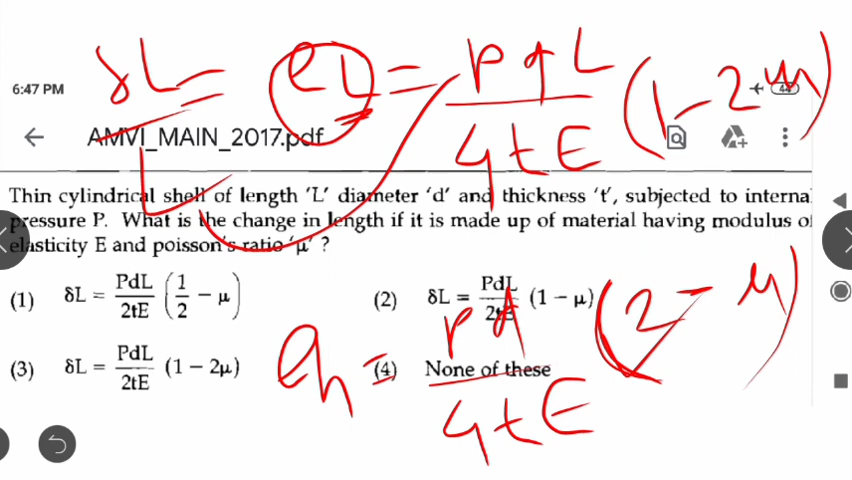 δL = eL = PdL/4tE (1 - 2μ)
L
6:47 PM 44
AMVI_MAIN_2017.pdf
Thin cylindrical shell of length 'L' diameter 'd' and thickness 't', subjected to interna
pressure P. What is the change in length if it is made up of material having modulus o
elasticity E and poisson's ratio 'μ' ?
(1) δL = PdL/2tE (1/2 − μ) (2) δL = PdL/2tE (1 − μ)
(3) δL = PdL/2tE (1 − 2μ) (4) None of these
eh = Pd/4tE (2 - μ)